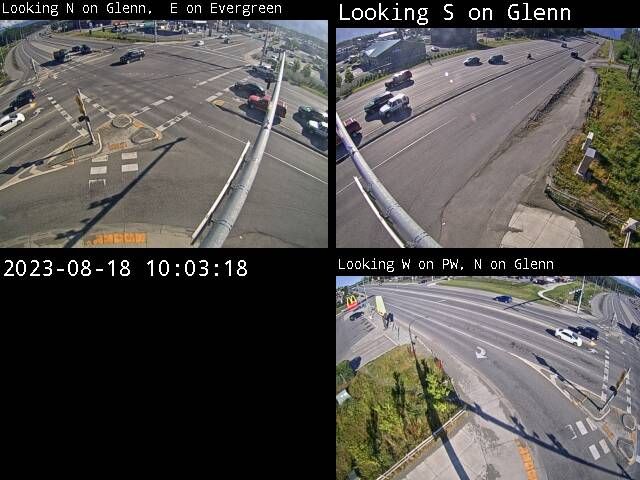 Looking N on Glenn,  E on Evergreen
Looking S on Glenn
2023-08-18 10:03:18
Looking W on PW, N on Glenn